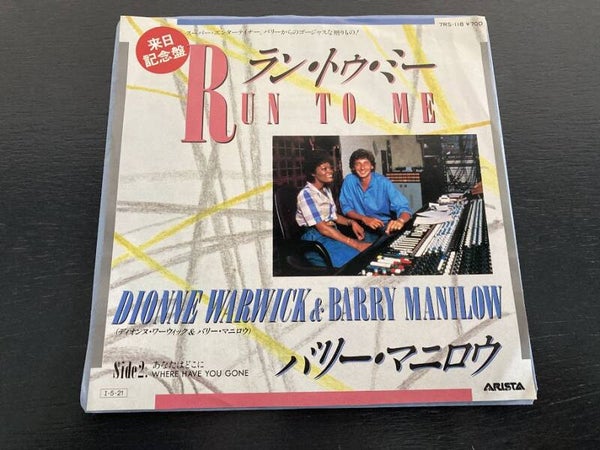 スーパー・エンターテイナー、バリーからのゴージャスな贈りもの!
7RS-118 ¥700
来日
記念盤
ラン・トゥ・ミー
RUN TO ME
DIONNE WARWICK & BARRY MANILOW
(ディオンヌ・ワーウィック & バリー・マニロウ)
バリー・マニロウ
Side2. あなたはどこに
WHERE HAVE YOU GONE
I-5-21
ARISTA